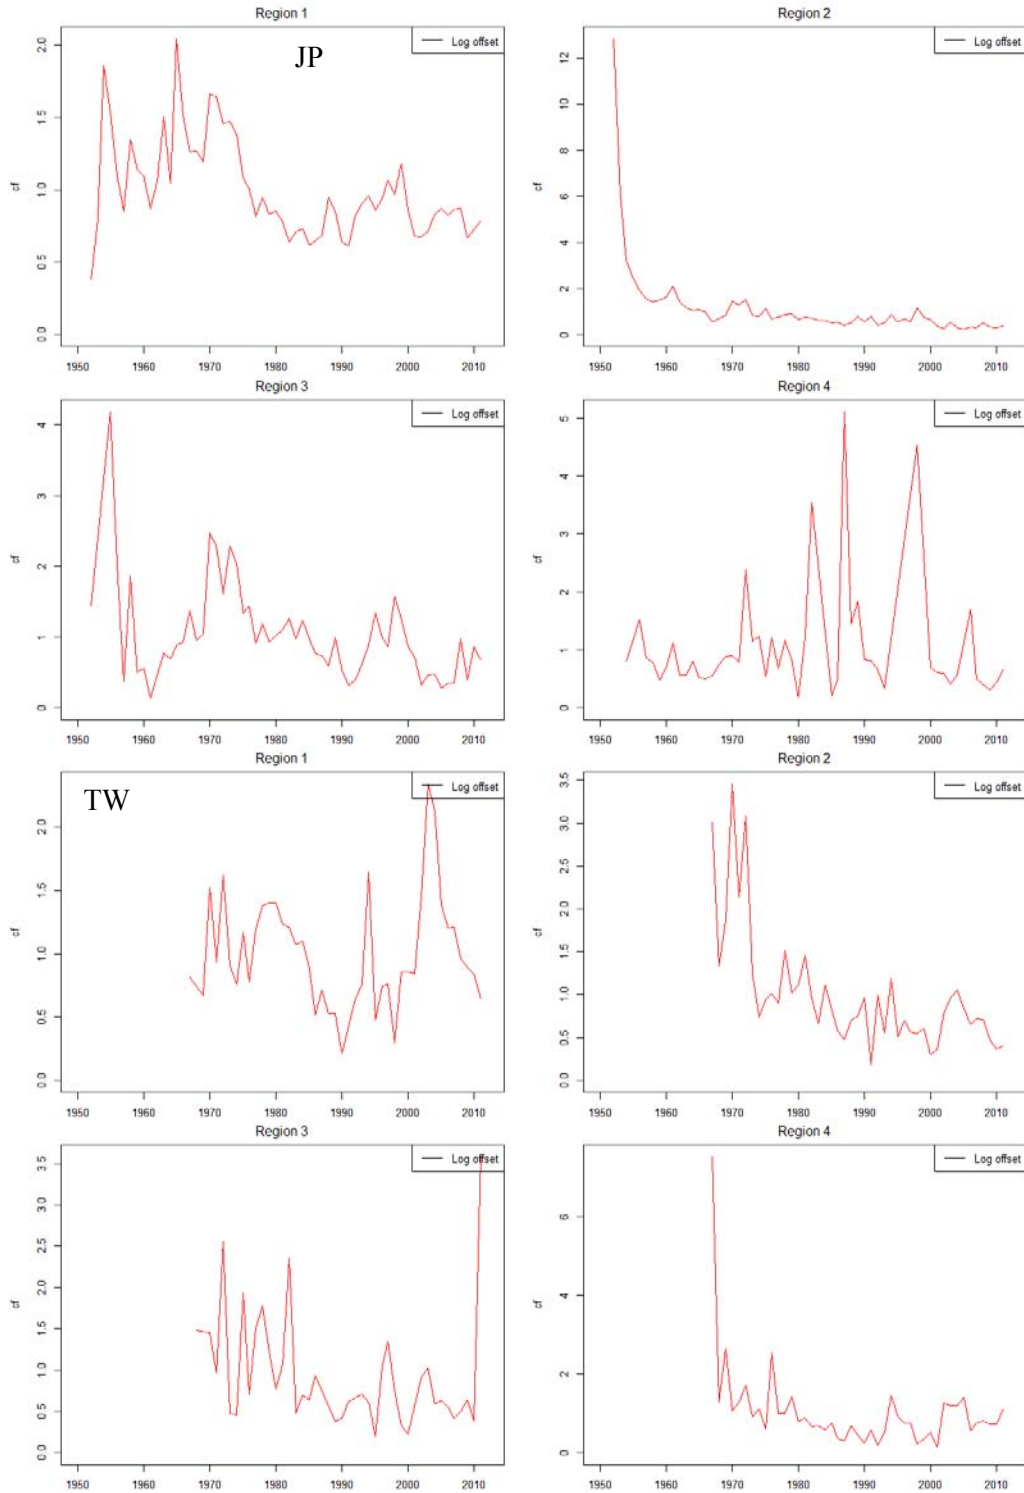 Region 1
Log offset
JP
cf
0.0 0.5 1.0 1.5 2.0
1950 1960 1970 1980 1990 2000 2010
Region 2
Log offset
cf
0 2 4 6 8 10 12
1950 1960 1970 1980 1990 2000 2010
Region 3
Log offset
cf
0 1 2 3 4
1950 1960 1970 1980 1990 2000 2010
Region 4
Log offset
cf
0 1 2 3 4 5
1950 1960 1970 1980 1990 2000 2010
Region 1
Log offset
TW
cf
0.0 0.5 1.0 1.5 2.0
1950 1960 1970 1980 1990 2000 2010
Region 2
Log offset
cf
0.0 0.5 1.0 1.5 2.0 2.5 3.0 3.5
1950 1960 1970 1980 1990 2000 2010
Region 3
Log offset
cf
0.0 0.5 1.0 1.5 2.0 2.5 3.0 3.5
1950 1960 1970 1980 1990 2000 2010
Region 4
Log offset
cf
0 2 4 6
1950 1960 1970 1980 1990 2000 2010